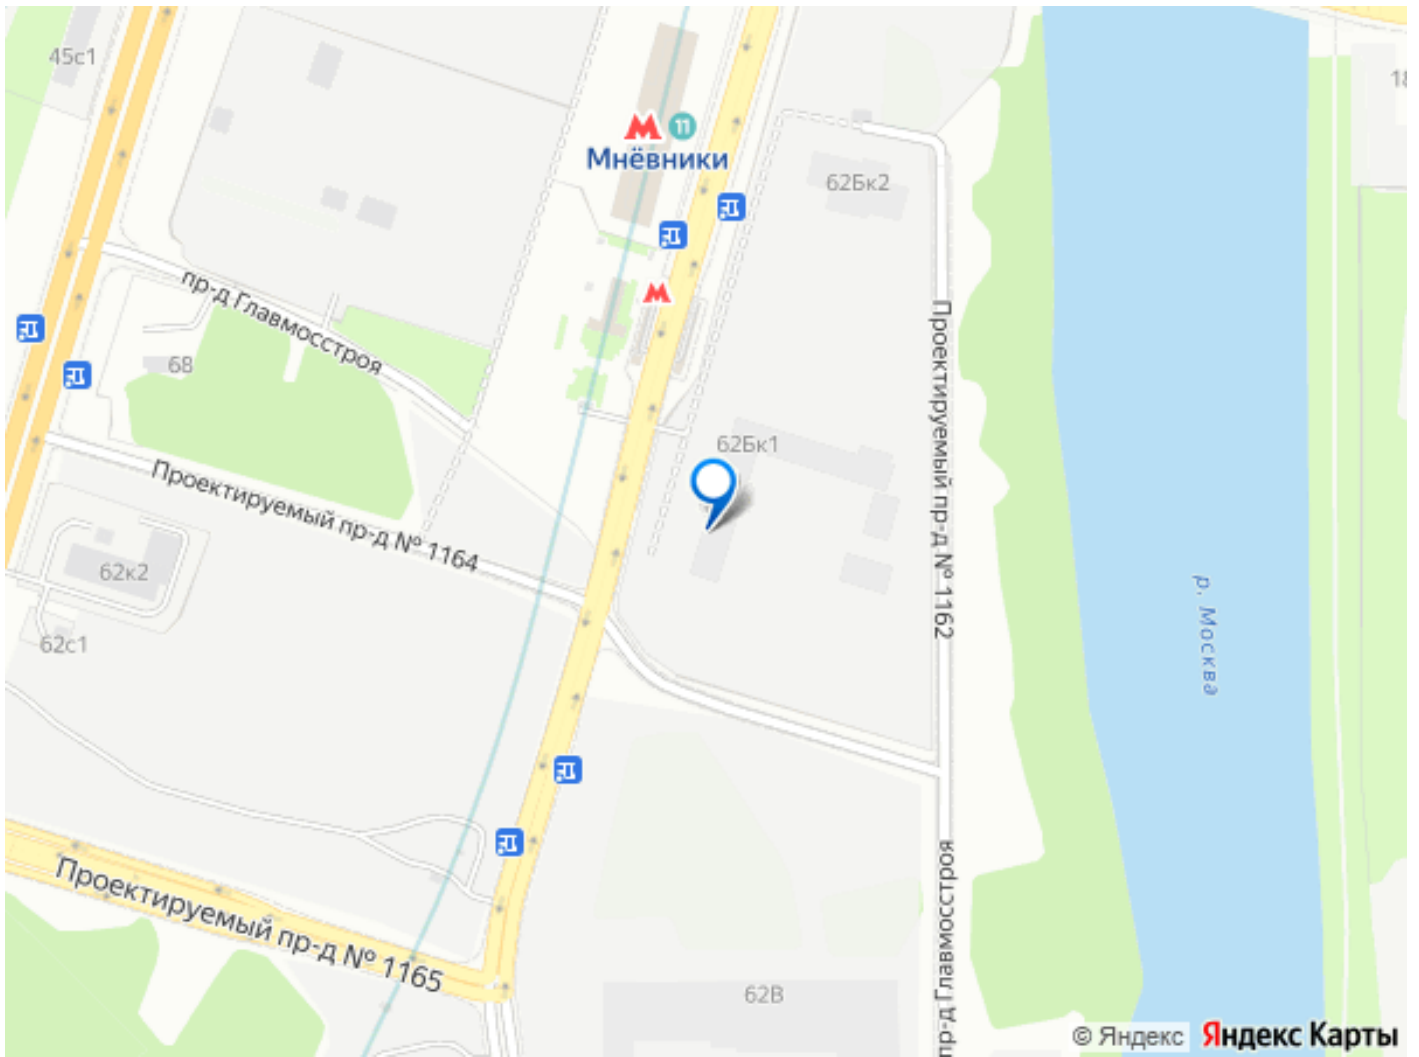 45с1
18
11
Мнёвники
62Бк2
пр-д Главмосстроя
Проектируемый пр-д № 1162
68
62Бк1
Проектируемый пр-д № 1164
62к2
р. Москва
62с1
Проектируемый пр-д № 1165
пр-д Главмосстроя
62В
© Яндекс Яндекс Карты